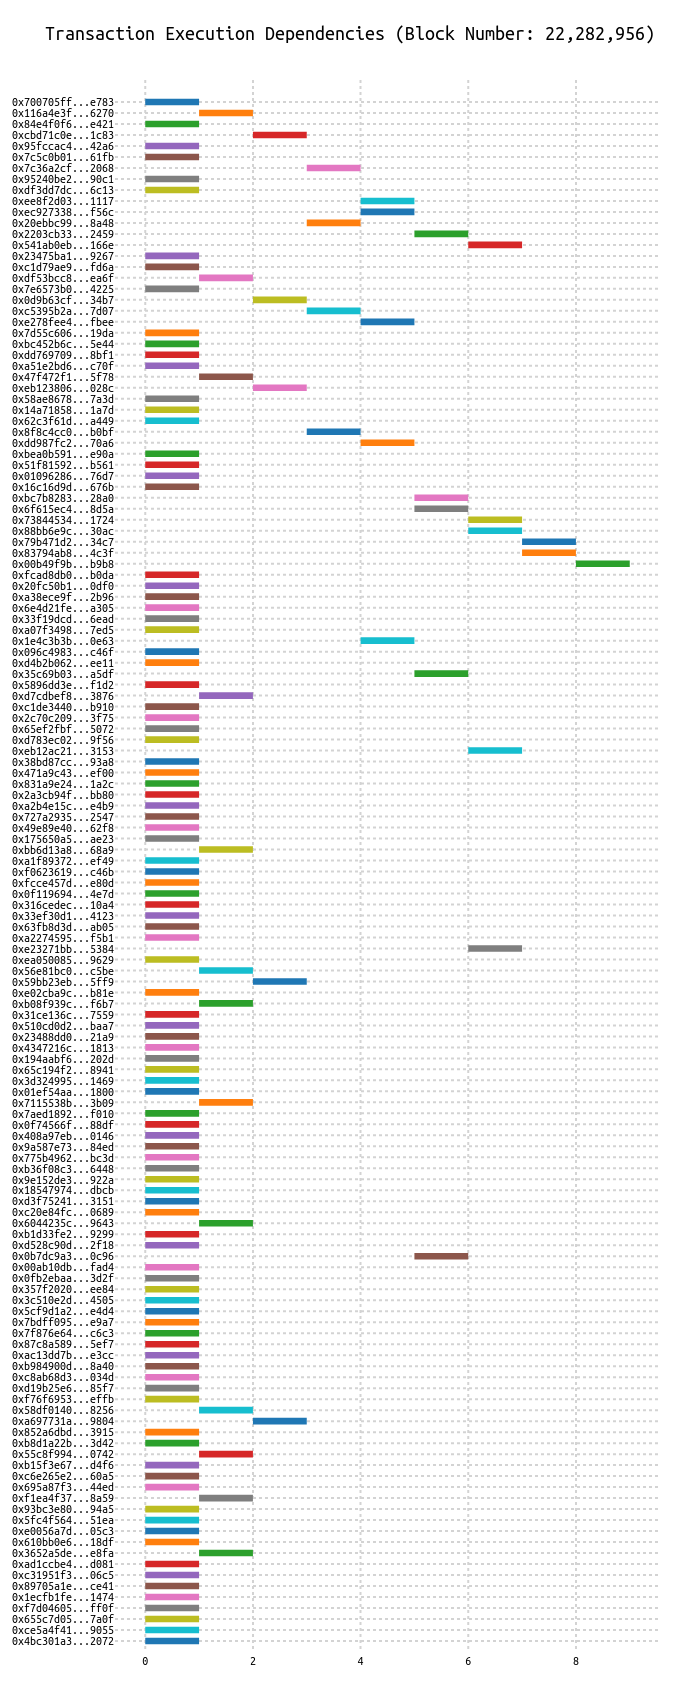 Transaction Execution Dependencies (Block Number: 22,282,956)
0x700705ff...e783
0x116a4e3f...6270
0x84e4f0f6...e421
0xcbd71c0e...1c83
0x95fccac4...42a6
0x7c5c0b01...61fb
0x7c36a2cf...2068
0x95240be2...90c1
0xdf3dd7dc...6c13
0xee8f2d03...1117
0xec927338...f56c
0x20ebbc99...8a48
0x2203cb33...2459
0x541ab0eb...166e
0x23475ba1...9267
0xc1d79ae9...fd6a
0xdf53bcc8...ea6f
0x7e6573b0...4225
0x0d9b63cf...34b7
0xc5395b2a...7d07
0xe278fee4...fbee
0x7d55c606...19da
0xbc452b6c...5e44
0xdd769709...8bf1
0xa51e2bd6...c70f
0x47f472f1...5f78
0xeb123806...028c
0x58ae8678...7a3d
0x14a71858...1a7d
0x62c3f61d...a449
0x8f8c4cc0...b0bf
0xdd987fc2...70a6
0xbea0b591...e90a
0x51f81592...b561
0x01096286...76d7
0x16c16d9d...676b
0xbc7b8283...28a0
0x6f615ec4...8d5a
0x73844534...1724
0x88bb6e9c...30ac
0x79b471d2...34c7
0x83794ab8...4c3f
0x00b49f9b...b9b8
0xfcad8db0...b0da
0x20fc50b1...0df0
0xa38ece9f...2b96
0x6e4d21fe...a305
0x33f19dcd...6ead
0xa07f3498...7ed5
0x1e4c3b3b...0e63
0x096c4983...c46f
0xd4b2b062...ee11
0x35c69b03...a5df
0x5896dd3e...f1d2
0xd7cdbef8...3876
0xc1de3440...b910
0x2c70c209...3f75
0x65ef2fbf...5072
0xd783ec02...9f56
0xeb12ac21...3153
0x38bd87cc...93a8
0x471a9c43...ef00
0x831a9e24...1a2c
0x2a3cb94f...bb80
0xa2b4e15c...e4b9
0x727a2935...2547
0x49e89e40...62f8
0x175650a5...ae23
0xbb6d13a8...68a9
0xa1f89372...ef49
0xf0623619...c46b
0xfcce457d...e80d
0x0f119694...4e7d
0x316cedec...10a4
0x33ef30d1...4123
0x63fb8d3d...ab05
0xa2274595...f5b1
0xe23271bb...5384
0xea050085...9629
0x56e81bc0...c5be
0x59bb23eb...5ff9
0xe02cba9c...b81e
0xb08f939c...f6b7
0x31ce136c...7559
0x510cd0d2...baa7
0x23488dd0...21a9
0x4347216c...1813
0x194aabf6...202d
0x65c194f2...8941
0x3d324995...1469
0x01ef54aa...1800
0x7115538b...3b09
0x7aed1892...f010
0x0f74566f...88df
0x408a97eb...0146
0x9a587e73...84ed
0x775b4962...bc3d
0xb36f08c3...6448
0x9e152de3...922a
0x18547974...dbcb
0xd3f75241...3151
0xc20e84fc...0689
0x6044235c...9643
0xb1d33fe2...9299
0xd528c90d...2f18
0x0b7dc9a3...0c96
0x00ab10db...fad4
0x0fb2ebaa...3d2f
0x357f2020...ee84
0x3c510e2d...4505
0x5cf9d1a2...e4d4
0x7bdff095...e9a7
0x7f876e64...c6c3
0x87c8a589...5ef7
0xac13dd7b...e3cc
0xb984900d...8a40
0xc8ab68d3...034d
0xd19b25e6...85f7
0xf76f6953...effb
0x58df0140...8256
0xa697731a...9804
0x852a6dbd...3915
0xb8d1a22b...3d42
0x55c8f994...0742
0xb15f3e67...d4f6
0xc6e265e2...60a5
0x695a87f3...44ed
0xf1ea4f37...8a59
0x93bc3e80...94a5
0x5fc4f564...51ea
0xe0056a7d...05c3
0x610bb0e6...18df
0x3652a5de...e8fa
0xad1ccbe4...d081
0xc31951f3...06c5
0x89705a1e...ce41
0x1ecfb1fe...1474
0xf7d04605...ff0f
0x655c7d05...7a0f
0xce5a4f41...9055
0x4bc301a3...2072
0 2 4 6 8